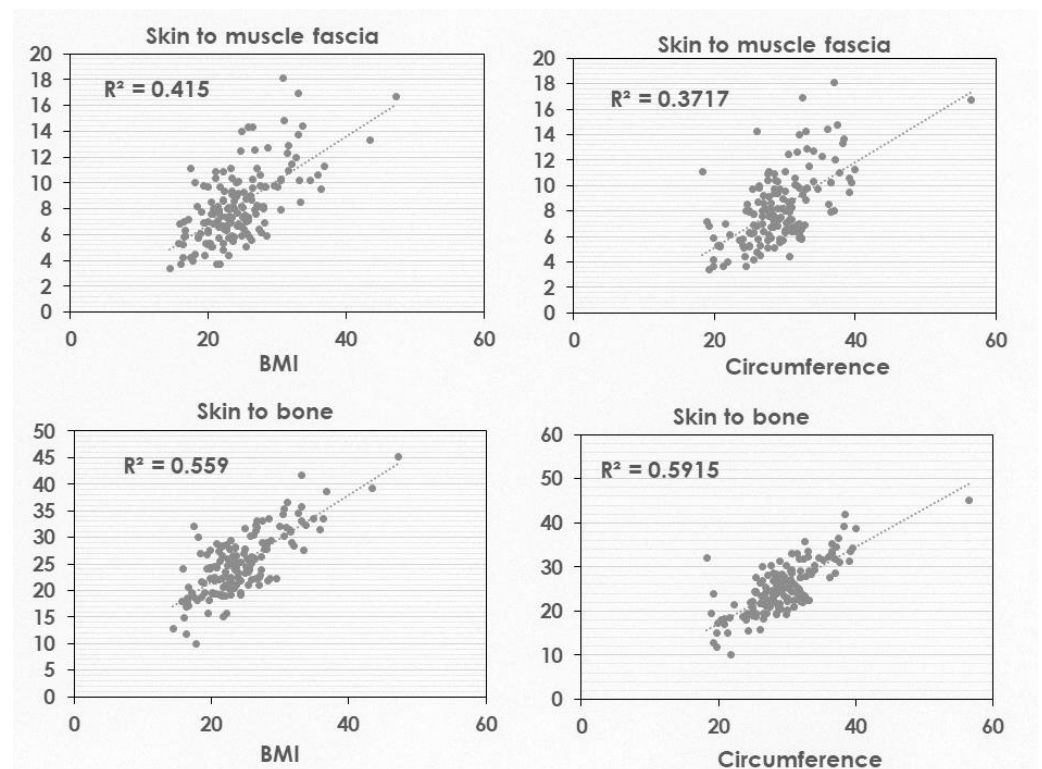 Skin to muscle fascia
R² = 0.415
20
18
16
14
12
10
8
6
4
2
0
0 20 40 60
BMI
Skin to muscle fascia
R² = 0.3717
20
18
16
14
12
10
8
6
4
2
0
0 20 40 60
Circumference
Skin to bone
R² = 0.559
50
45
40
35
30
25
20
15
10
5
0
0 20 40 60
BMI
Skin to bone
R² = 0.5915
60
50
40
30
20
10
0
0 20 40 60
Circumference